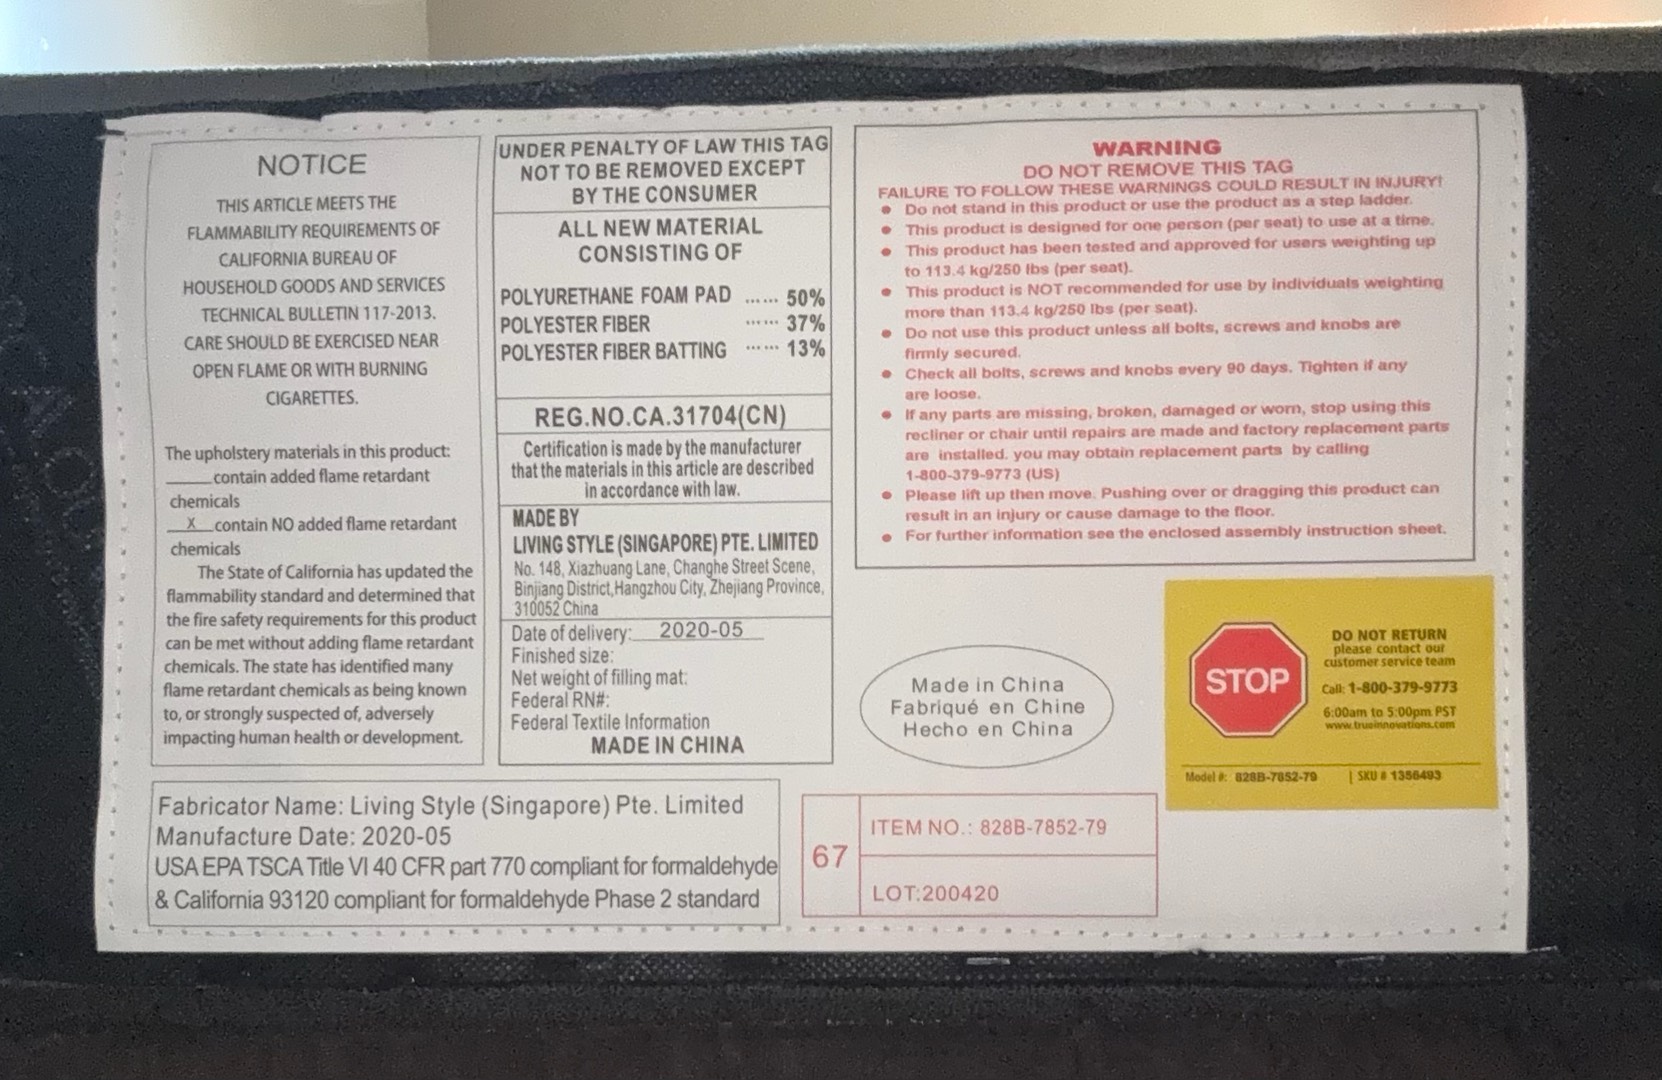 NOTICE
THIS ARTICLE MEETS THE
FLAMMABILITY REQUIREMENTS OF
CALIFORNIA BUREAU OF
HOUSEHOLD GOODS AND SERVICES
TECHNICAL BULLETIN 117-2013.
CARE SHOULD BE EXERCISED NEAR
OPEN FLAME OR WITH BURNING
CIGARETTES.
The upholstery materials in this product:
_____contain added flame retardant
chemicals
__X__contain NO added flame retardant
chemicals
The State of California has updated the
flammability standard and determined that
the fire safety requirements for this product
can be met without adding flame retardant
chemicals. The state has identified many
flame retardant chemicals as being known
to, or strongly suspected of, adversely
impacting human health or development.
UNDER PENALTY OF LAW THIS TAG
NOT TO BE REMOVED EXCEPT
BY THE CONSUMER
ALL NEW MATERIAL
CONSISTING OF
POLYURETHANE FOAM PAD ...... 50%
POLYESTER FIBER ...... 37%
POLYESTER FIBER BATTING ...... 13%
REG.NO.CA.31704(CN)
Certification is made by the manufacturer
that the materials in this article are described
in accordance with law.
MADE BY
LIVING STYLE (SINGAPORE) PTE. LIMITED
No. 148, Xiazhuang Lane, Changhe Street Scene,
Binjiang District,Hangzhou City, Zhejiang Province,
310052 China
Date of delivery:__2020-05__
Finished size:
Net weight of filling mat:
Federal RN#:
Federal Textile Information
MADE IN CHINA
WARNING
DO NOT REMOVE THIS TAG
FAILURE TO FOLLOW THESE WARNINGS COULD RESULT IN INJURY!
● Do not stand in this product or use the product as a step ladder.
● This product is designed for one person (per seat) to use at a time.
● This product has been tested and approved for users weighting up
to 113.4 kg/250 lbs (per seat).
● This product is NOT recommended for use by individuals weighting
more than 113.4 kg/250 lbs (per seat).
● Do not use this product unless all bolts, screws and knobs are
firmly secured.
● Check all bolts, screws and knobs every 90 days. Tighten if any
are loose.
● If any parts are missing, broken, damaged or worn, stop using this
recliner or chair until repairs are made and factory replacement parts
are installed. you may obtain replacement parts by calling
1-800-379-9773 (US)
● Please lift up then move. Pushing over or dragging this product can
result in an injury or cause damage to the floor.
● For further information see the enclosed assembly instruction sheet.
Made in China
Fabriqué en Chine
Hecho en China
STOP
DO NOT RETURN
please contact our
customer service team
Call: 1-800-379-9773
6:00am to 5:00pm PST
www.trueinnovations.com
Model #: 828B-7852-79 | SKU # 1356493
Fabricator Name: Living Style (Singapore) Pte. Limited
Manufacture Date: 2020-05
USA EPA TSCA Title VI 40 CFR part 770 compliant for formaldehyde
& California 93120 compliant for formaldehyde Phase 2 standard
67
ITEM NO.: 828B-7852-79
LOT:200420